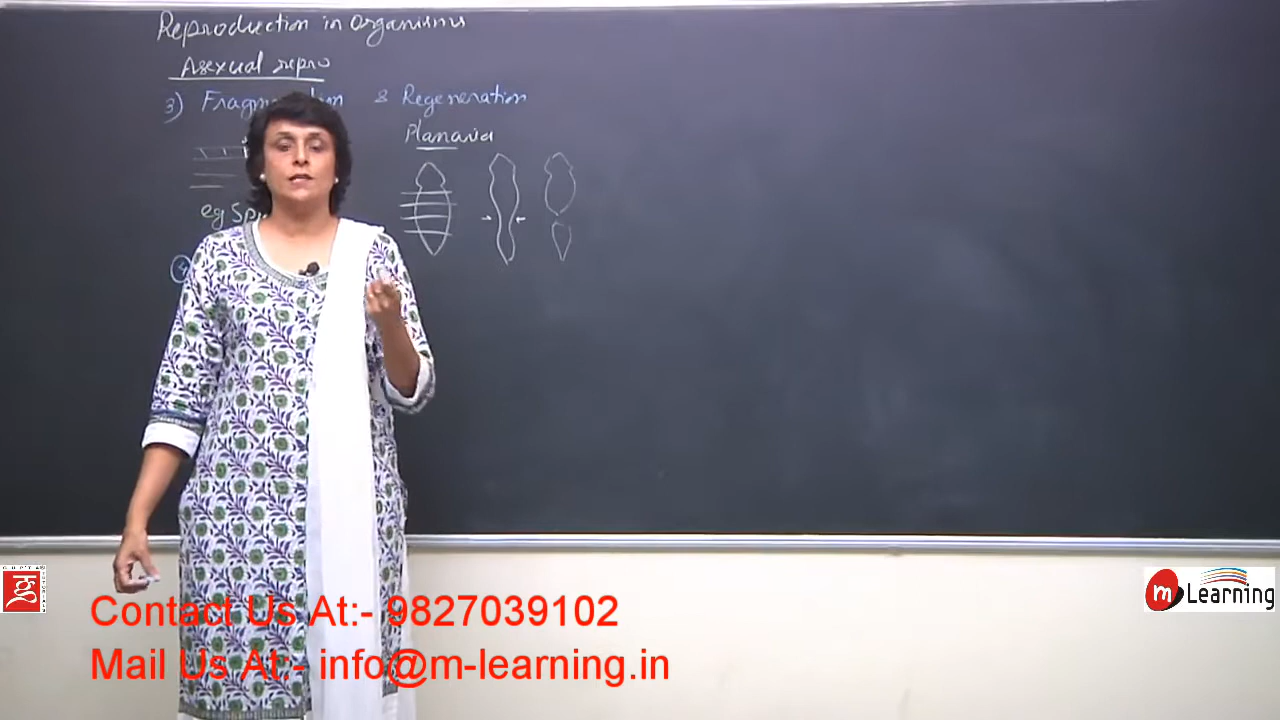 Reproduction in organisms
Asexual repro
3) Fragm & Regeneration
Planaria
eg Sp
Contact Us At:- 9827039102
Mail Us At:- info@m-learning.in
m Learning
GUPTA